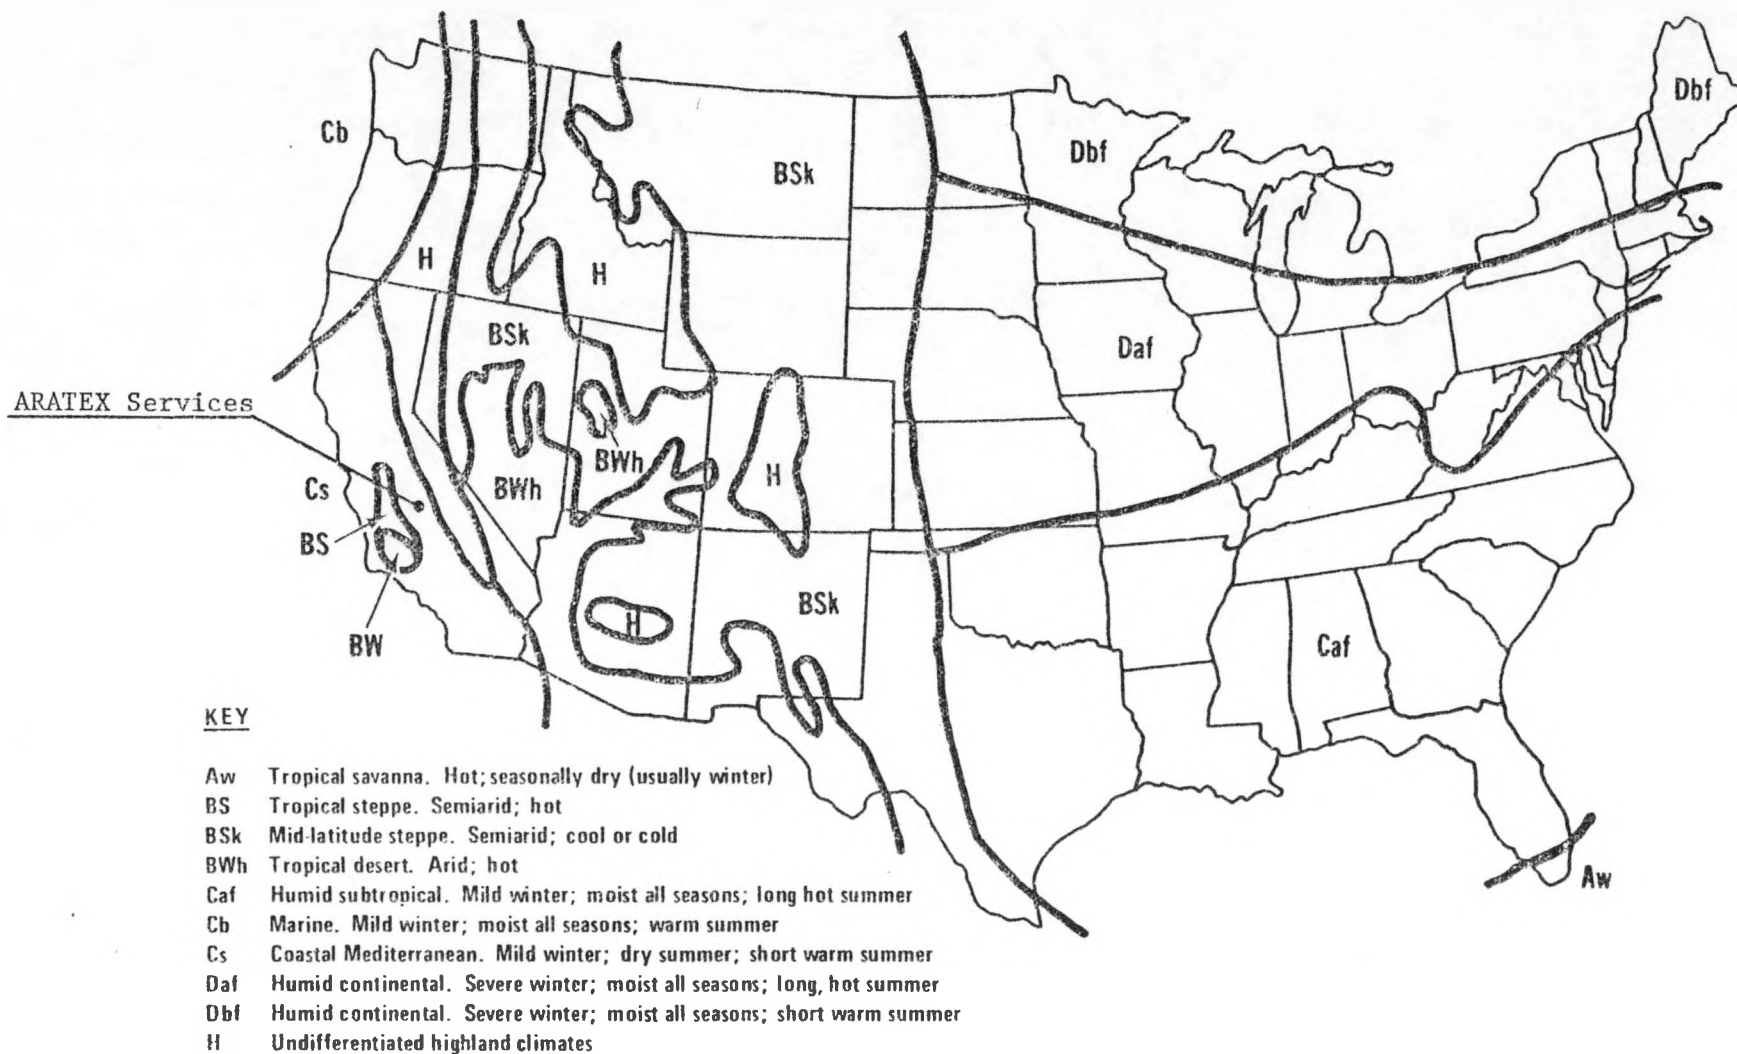 Cb
BSk
Dbf
Dbf
H
H
BSk
Daf
ARATEX Services
BWh
Cs
BWh
H
BS
BSk
H
BW
Caf
Aw
KEY
Aw Tropical savanna. Hot; seasonally dry (usually winter)
BS Tropical steppe. Semiarid; hot
BSk Mid-latitude steppe. Semiarid; cool or cold
BWh Tropical desert. Arid; hot
Caf Humid subtropical. Mild winter; moist all seasons; long hot summer
Cb Marine. Mild winter; moist all seasons; warm summer
Cs Coastal Mediterranean. Mild winter; dry summer; short warm summer
Daf Humid continental. Severe winter; moist all seasons; long, hot summer
Dbf Humid continental. Severe winter; moist all seasons; short warm summer
H Undifferentiated highland climates